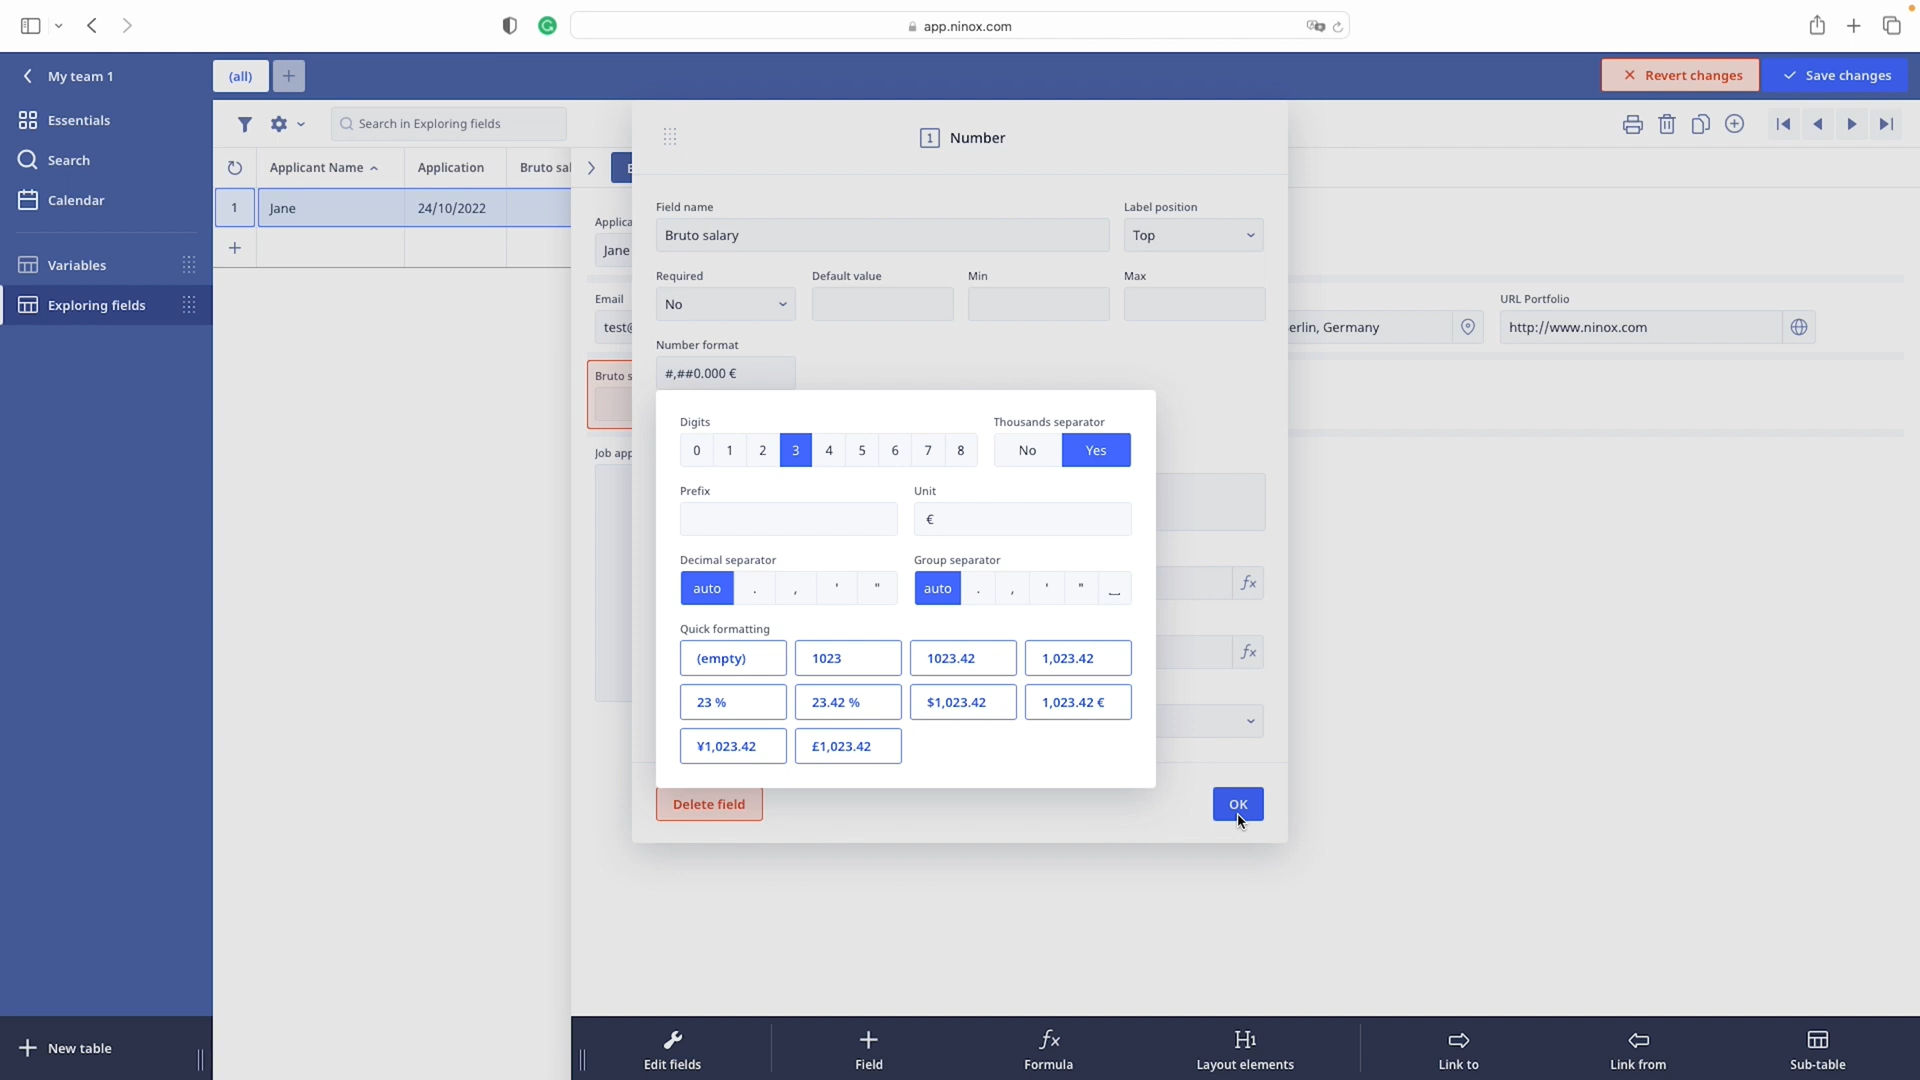 app.ninox.com
My team 1
(all)
Revert changes
Save changes
Essentials
Search
Calendar
Variables
Exploring fields
New table
Search in Exploring fields
Applicant Name
Application
Bruto sal
1
Jane
24/10/2022
Applica
Jane
Email
test@
erlin, Germany
URL Portfolio
http://www.ninox.com
Bruto s
Job app
1 Number
Field name
Label position
Bruto salary
Top
Required
Default value
Min
Max
No
Number format
#,##0.000 €
Digits
Thousands separator
0 1 2 3 4 5 6 7 8
No Yes
Prefix
Unit
€
Decimal separator
Group separator
auto . , ' "
auto . , ' " ⎵
Quick formatting
(empty) 1023 1023.42 1,023.42
23 % 23.42 % $1,023.42 1,023.42 €
¥1,023.42 £1,023.42
fx
fx
Delete field
OK
Edit fields
Field
fx
Formula
H1
Layout elements
Link to
Link from
Sub-table